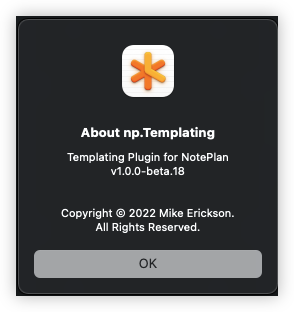 About np.Templating
Templating Plugin for NotePlan
v1.0.0-beta.18
Copyright © 2022 Mike Erickson.
All Rights Reserved.
OK